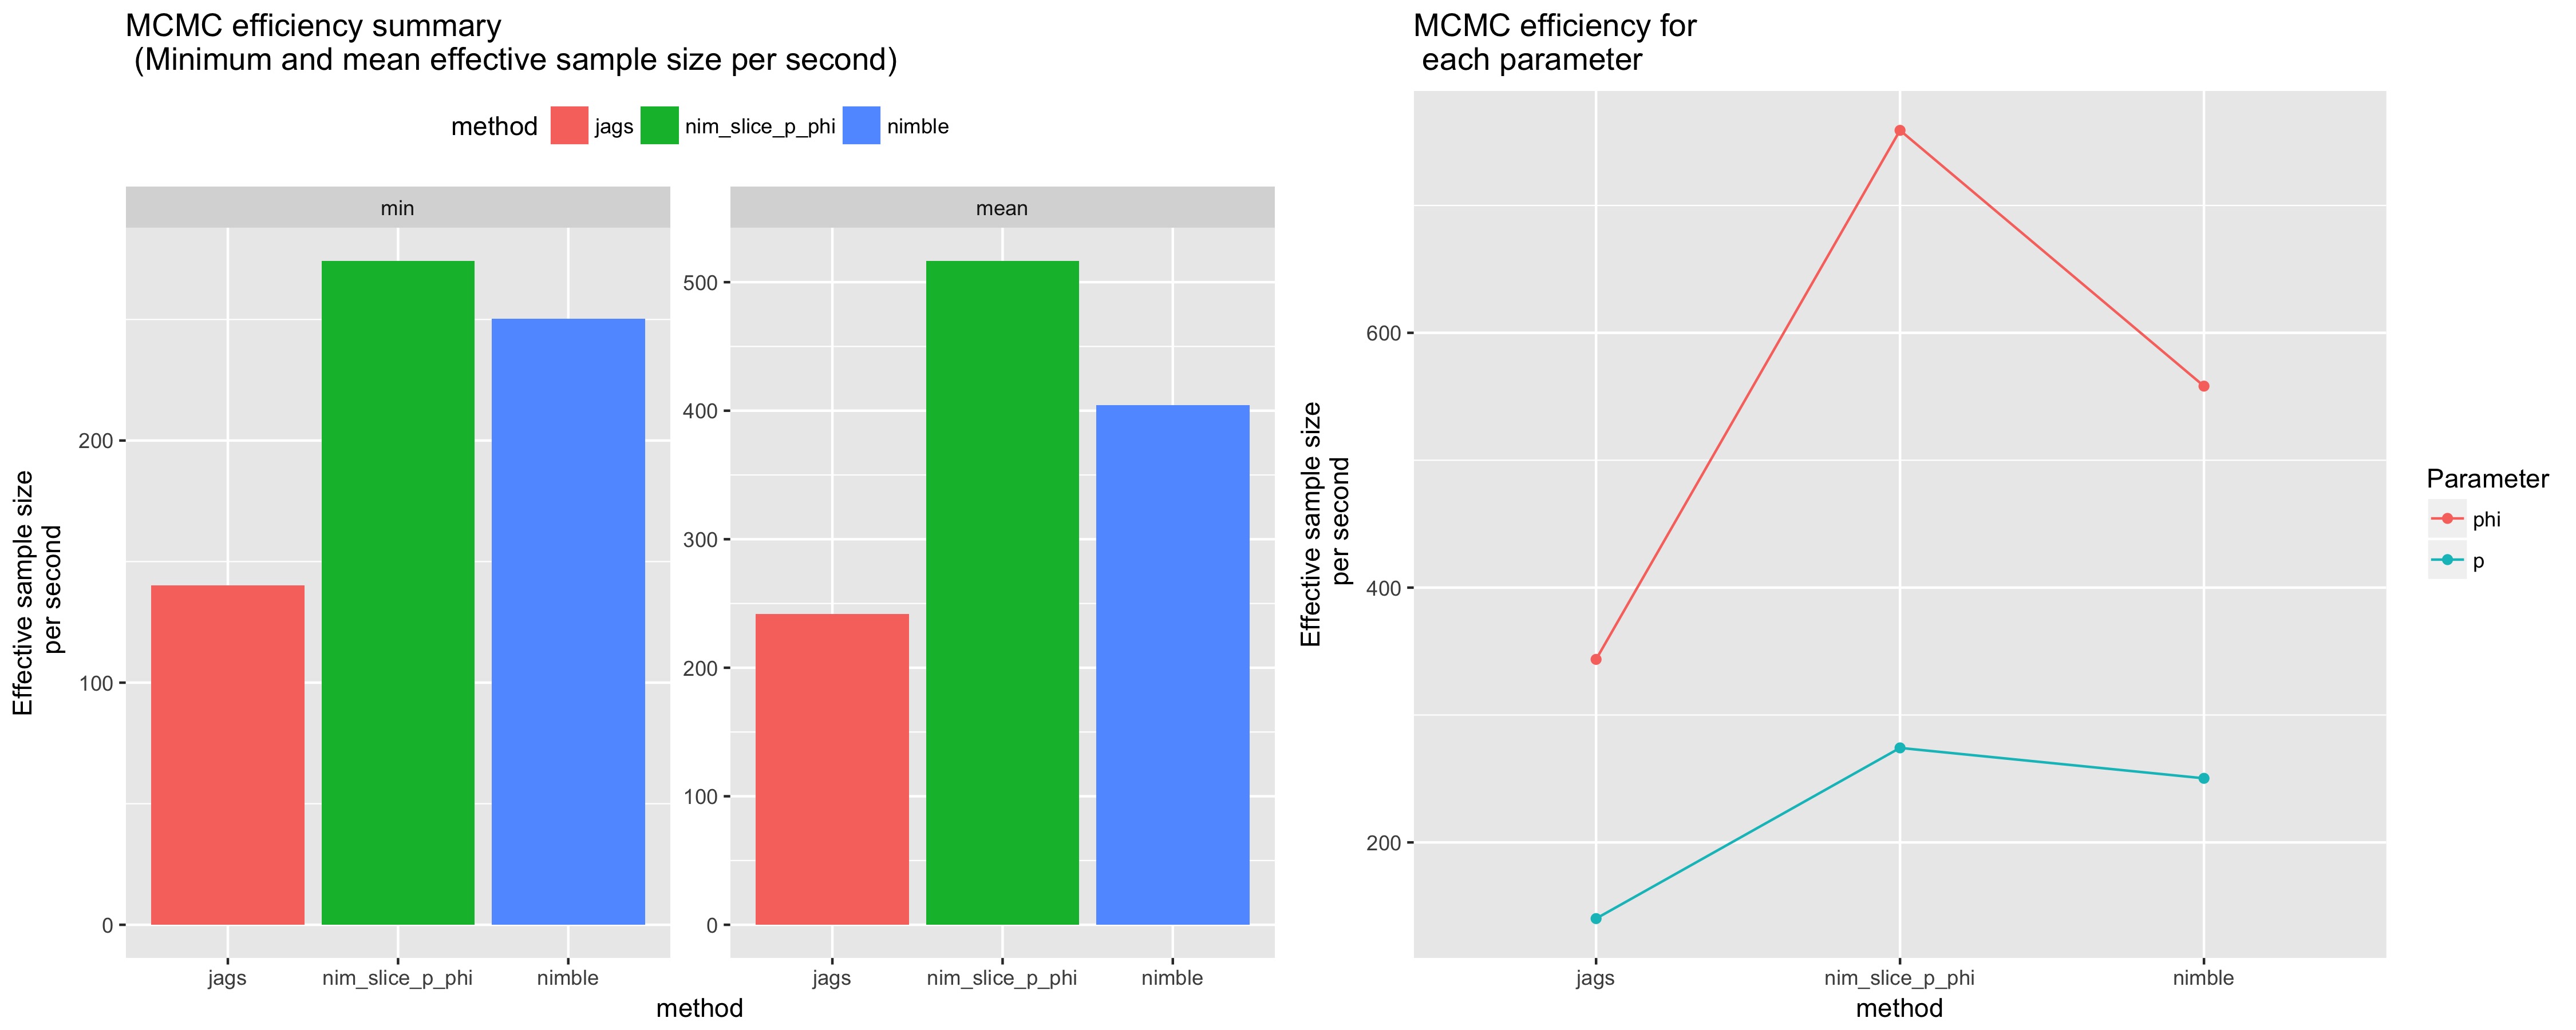 MCMC efficiency summary
(Minimum and mean effective sample size per second)
method jags nim_slice_p_phi nimble
min
mean
Effective sample size
per second
200
100
0
500
400
300
200
100
0
jags nim_slice_p_phi nimble
jags nim_slice_p_phi nimble
method
MCMC efficiency for
each parameter
Effective sample size
per second
600
400
200
jags nim_slice_p_phi nimble
method
Parameter
phi
p